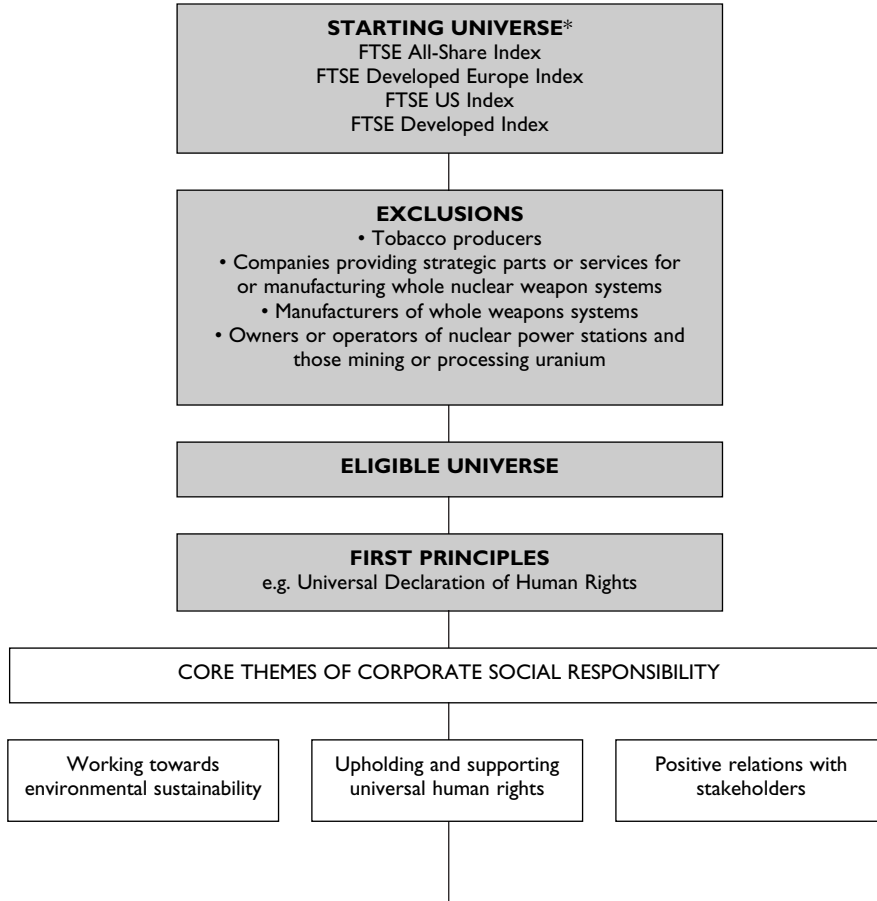 STARTING UNIVERSE*
FTSE All-Share Index
FTSE Developed Europe Index
FTSE US Index
FTSE Developed Index
EXCLUSIONS
• Tobacco producers
• Companies providing strategic parts or services for
or manufacturing whole nuclear weapon systems
• Manufacturers of whole weapons systems
• Owners or operators of nuclear power stations and
those mining or processing uranium
ELIGIBLE UNIVERSE
FIRST PRINCIPLES
e.g. Universal Declaration of Human Rights
CORE THEMES OF CORPORATE SOCIAL RESPONSIBILITY
Working towards
environmental sustainability
Upholding and supporting
universal human rights
Positive relations with
stakeholders